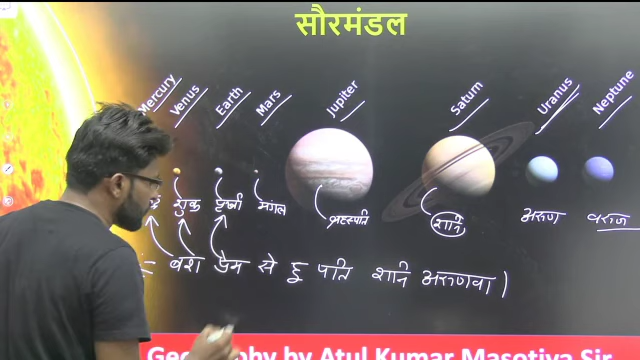 सौरमंडल
Mercury Venus Earth Mars Jupiter Saturn Uranus Neptune
शुक्र पृथ्वी मंगल बृहस्पति शनि अरुण वरुण
प्रेम से पति शनि अरुणवा।
Geography by Atul Kumar Masotiya Sir